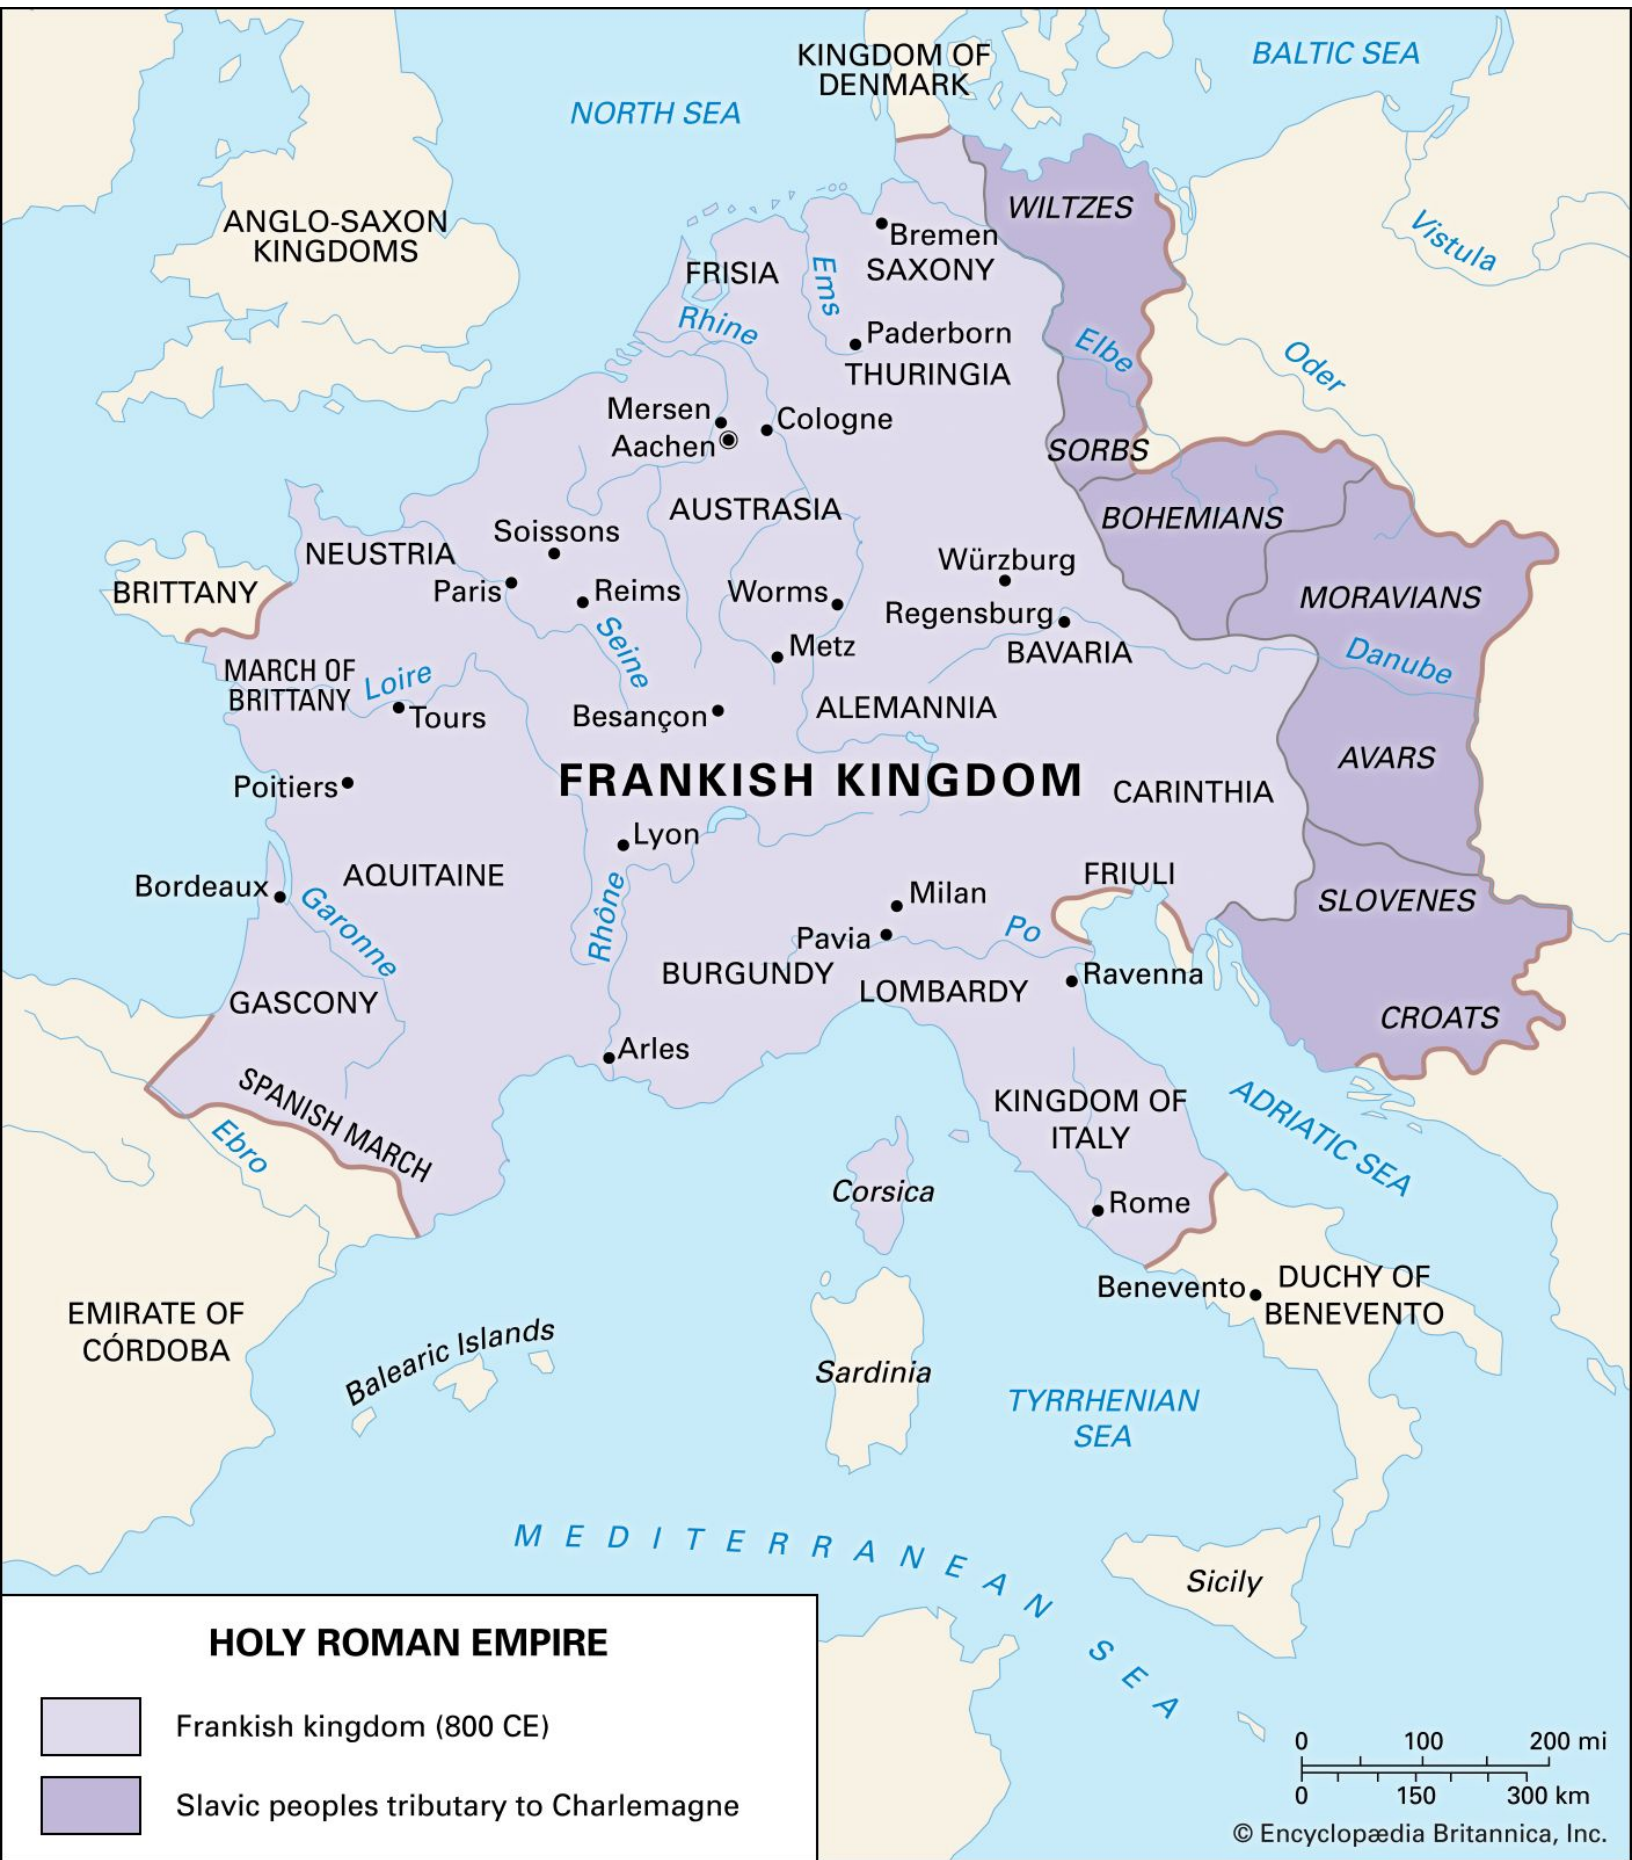 KINGDOM OF
DENMARK
BALTIC SEA
NORTH SEA
WILTZES
ANGLO-SAXON
KINGDOMS
Bremen
SAXONY
FRISIA
Ems
Vistula
Rhine
Paderborn
THURINGIA
Elbe
Oder
Mersen
Aachen
Cologne
SORBS
AUSTRASIA
BOHEMIANS
Soissons
NEUSTRIA
Paris
Reims
Worms
Würzburg
Regensburg
BRITTANY
MORAVIANS
Seine
Metz
BAVARIA
Danube
MARCH OF
BRITTANY
Loire
Tours
Besançon
ALEMANNIA
AVARS
FRANKISH KINGDOM
CARINTHIA
Poitiers
Lyon
AQUITAINE
Bordeaux
Garonne
Rhône
FRIULI
Milan
SLOVENES
Pavia
Po
BURGUNDY
LOMBARDY
Ravenna
GASCONY
CROATS
Arles
SPANISH MARCH
Ebro
KINGDOM OF
ITALY
ADRIATIC SEA
Corsica
Rome
Benevento
DUCHY OF
BENEVENTO
EMIRATE OF
CÓRDOBA
Balearic Islands
Sardinia
TYRRHENIAN
SEA
MEDITERRANEAN SEA
Sicily
HOLY ROMAN EMPIRE
Frankish kingdom (800 CE)
Slavic peoples tributary to Charlemagne
0 100 200 mi
0 150 300 km
© Encyclopædia Britannica, Inc.